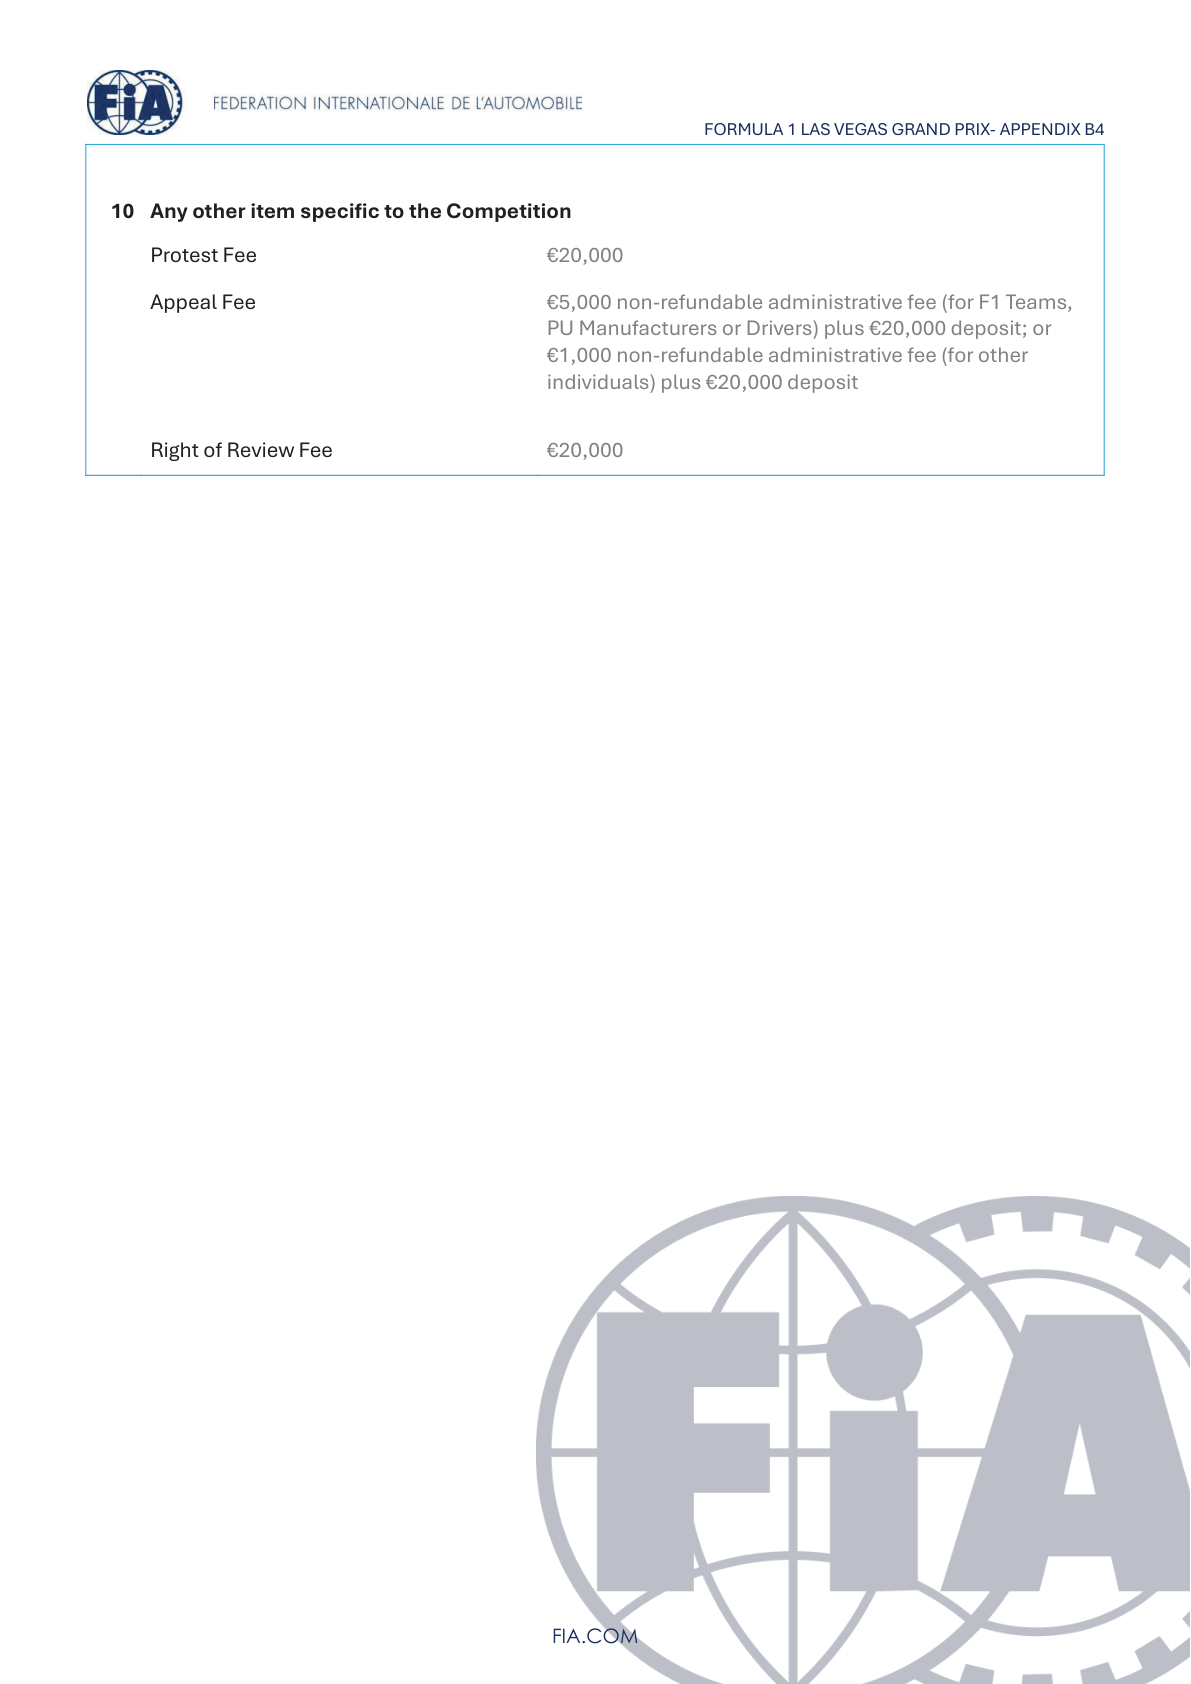 FiA
FEDERATION INTERNATIONALE DE L'AUTOMOBILE
FORMULA 1 LAS VEGAS GRAND PRIX- APPENDIX B4
10 Any other item specific to the Competition
Protest Fee €20,000
Appeal Fee €5,000 non-refundable administrative fee (for F1 Teams,
PU Manufacturers or Drivers) plus €20,000 deposit; or
€1,000 non-refundable administrative fee (for other
individuals) plus €20,000 deposit
Right of Review Fee €20,000
FiA
FIA.COM